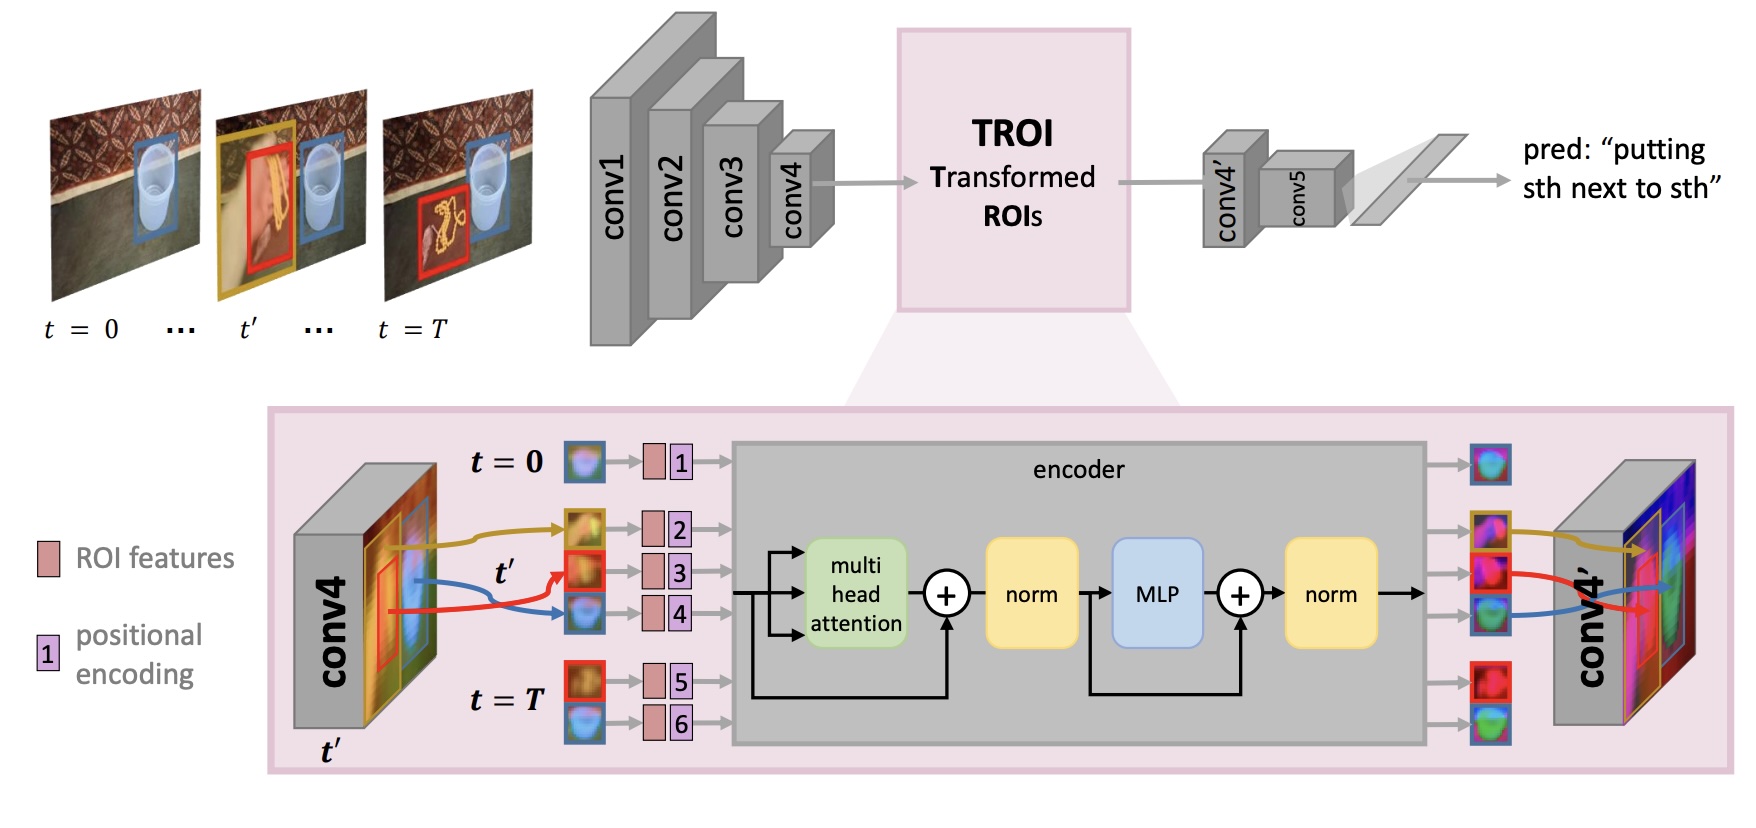 t = 0 ... t′ ... t = T
conv1
conv2
conv3
conv4
TROI
Transformed
ROIs
conv4′
conv5
pred: “putting
sth next to sth”
ROI features
1 positional
encoding
conv4
t′
t = 0
t′
t = T
1
2
3
4
5
6
encoder
multi
head
attention
+
norm
MLP
+
norm
conv4′